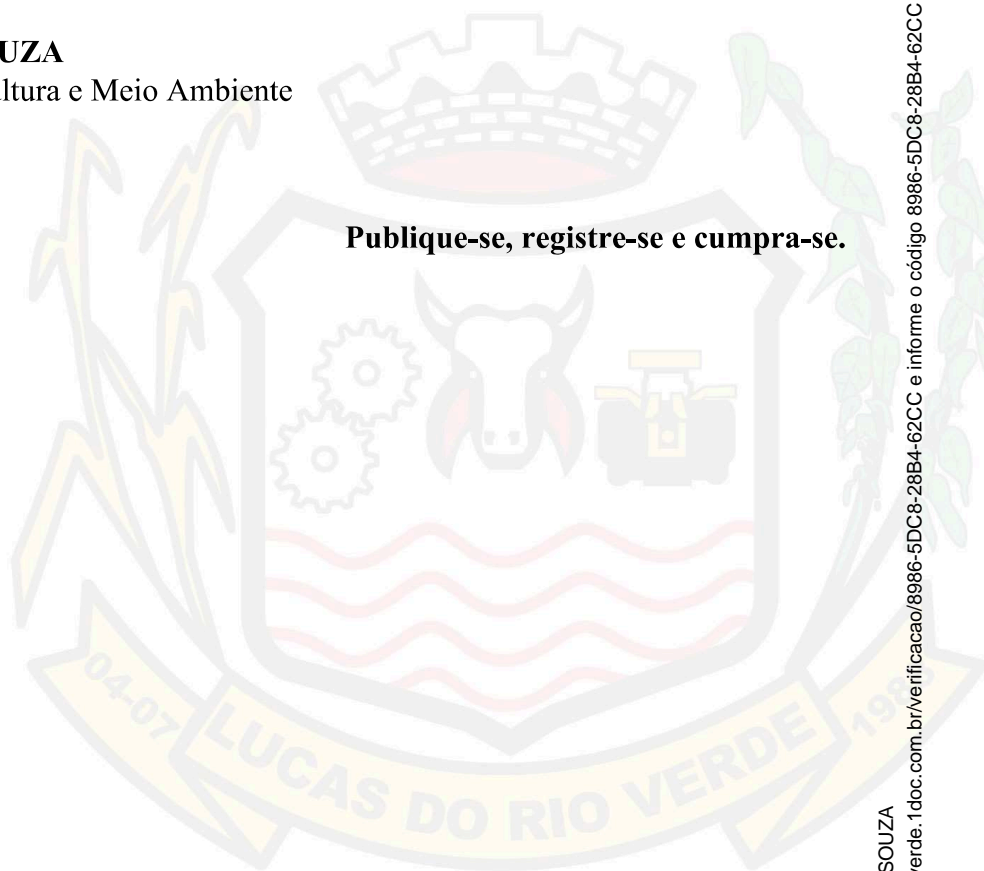 UZA
ltura e Meio Ambiente
Publique-se, registre-se e cumpra-se.
04-07
LUCAS DO RIO VERDE
1988
SOUZA
verde.1doc.com.br/verificacao/8986-5DC8-28B4-62CC e informe o código 8986-5DC8-28B4-62CC